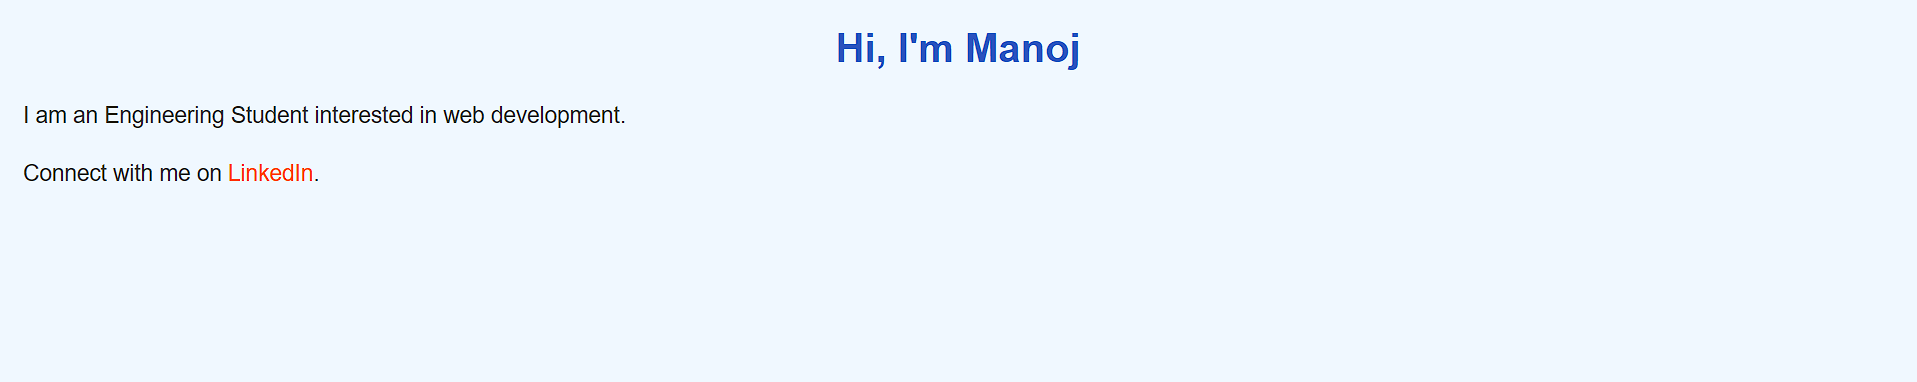 Hi, I'm Manoj
I am an Engineering Student interested in web development.
Connect with me on LinkedIn.